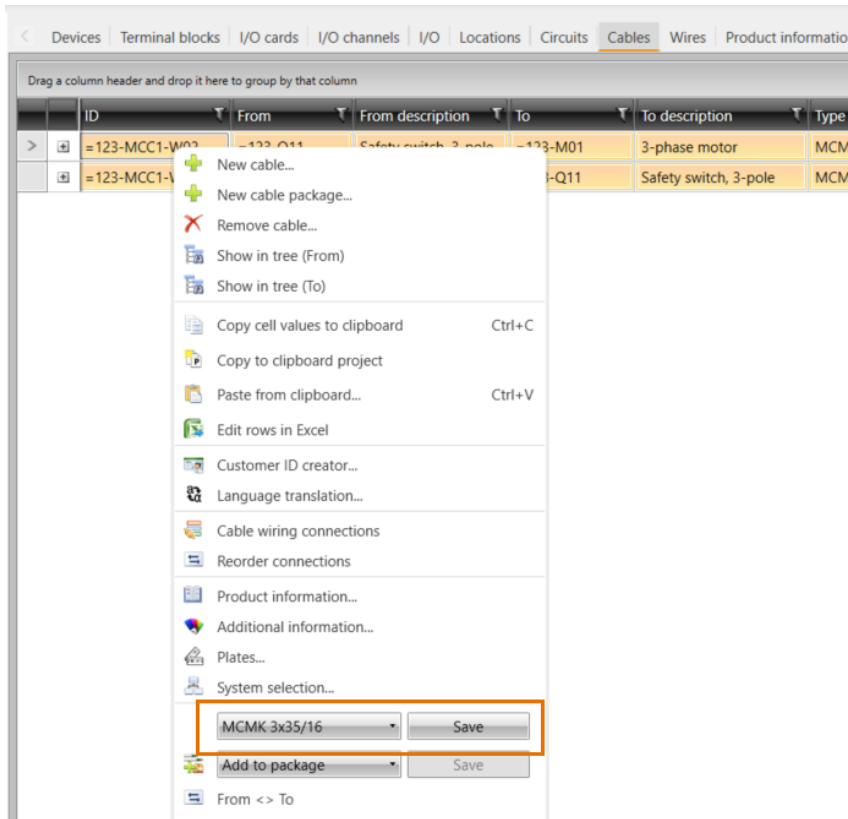 Devices Terminal blocks I/O cards I/O channels I/O Locations Circuits Cables Wires Product informatio
Drag a column header and drop it here to group by that column
ID From From description To To description Type
=123-MCC1-W02 =123-Q11 Safety switch, 3-pole =123-M01 3-phase motor MCM
=123-MCC1-W 3-Q11 Safety switch, 3-pole MCM
New cable...
New cable package...
Remove cable...
Show in tree (From)
Show in tree (To)
Copy cell values to clipboard Ctrl+C
Copy to clipboard project
Paste from clipboard... Ctrl+V
Edit rows in Excel
Customer ID creator...
Language translation...
Cable wiring connections
Reorder connections
Product information...
Additional information...
Plates...
System selection...
MCMK 3x35/16 Save
Add to package Save
From <> To